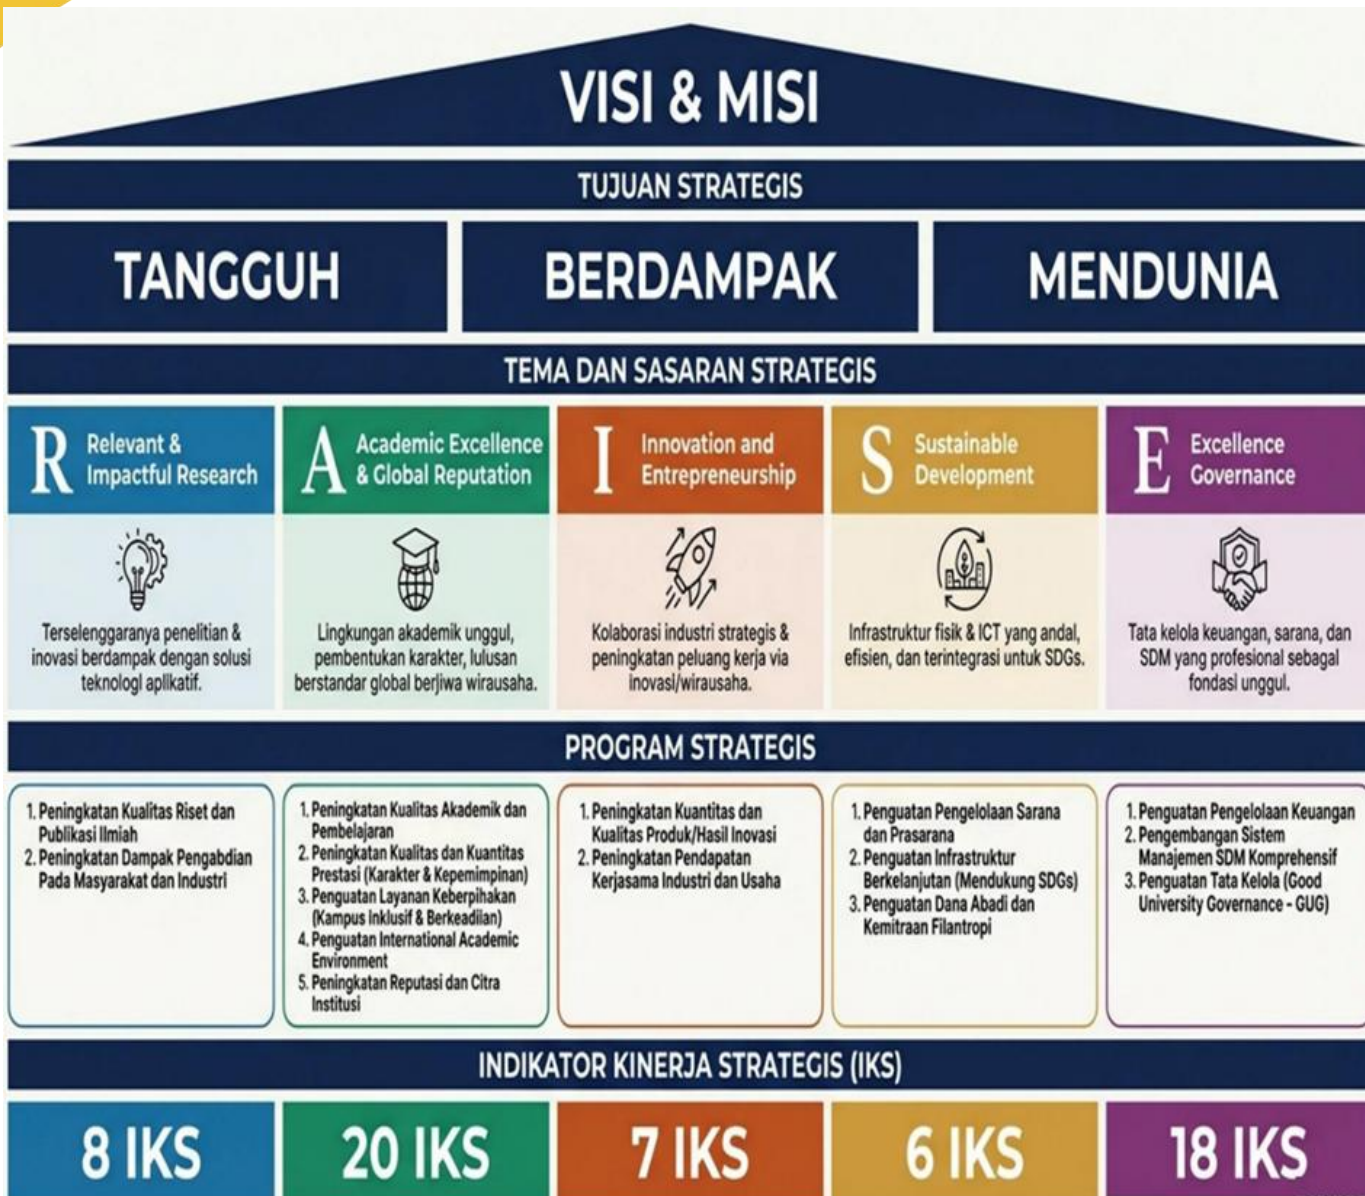 VISI & MISI
TUJUAN STRATEGIS
TANGGUH
BERDAMPAK
MENDUNIA
TEMA DAN SASARAN STRATEGIS
R
Relevant &
Impactful Research
Terselenggaranya penelitian &
inovasi berdampak dengan solusi
teknologi aplikatif.
A
Academic Excellence
& Global Reputation
Lingkungan akademik unggul,
pembentukan karakter, lulusan
berstandar global berjiwa wirausaha.
I
Innovation and
Entrepreneurship
Kolaborasi industri strategis &
peningkatan peluang kerja via
inovasi/wirausaha.
S
Sustainable
Development
Infrastruktur fisik & ICT yang andal,
efisien, dan terintegrasi untuk SDGs.
E
Excellence
Governance
Tata kelola keuangan, sarana, dan
SDM yang profesional sebagai
fondasi unggul.
PROGRAM STRATEGIS
1. Peningkatan Kualitas Riset dan
Publikasi Ilmiah
2. Peningkatan Dampak Pengabdian
Pada Masyarakat dan Industri
1. Peningkatan Kualitas Akademik dan
Pembelajaran
2. Peningkatan Kualitas dan Kuantitas
Prestasi (Karakter & Kepemimpinan)
3. Penguatan Layanan Keberpihakan
(Kampus Inklusif & Berkeadilan)
4. Penguatan International Academic
Environment
5. Peningkatan Reputasi dan Citra
Institusi
1. Peningkatan Kuantitas dan
Kualitas Produk/Hasil Inovasi
2. Peningkatan Pendapatan
Kerjasama Industri dan Usaha
1. Penguatan Pengelolaan Sarana
dan Prasarana
2. Penguatan Infrastruktur
Berkelanjutan (Mendukung SDGs)
3. Penguatan Dana Abadi dan
Kemitraan Filantropi
1. Penguatan Pengelolaan Keuangan
2. Pengembangan Sistem
Manajemen SDM Komprehensif
3. Penguatan Tata Kelola (Good
University Governance - GUG)
INDIKATOR KINERJA STRATEGIS (IKS)
8 IKS
20 IKS
7 IKS
6 IKS
18 IKS